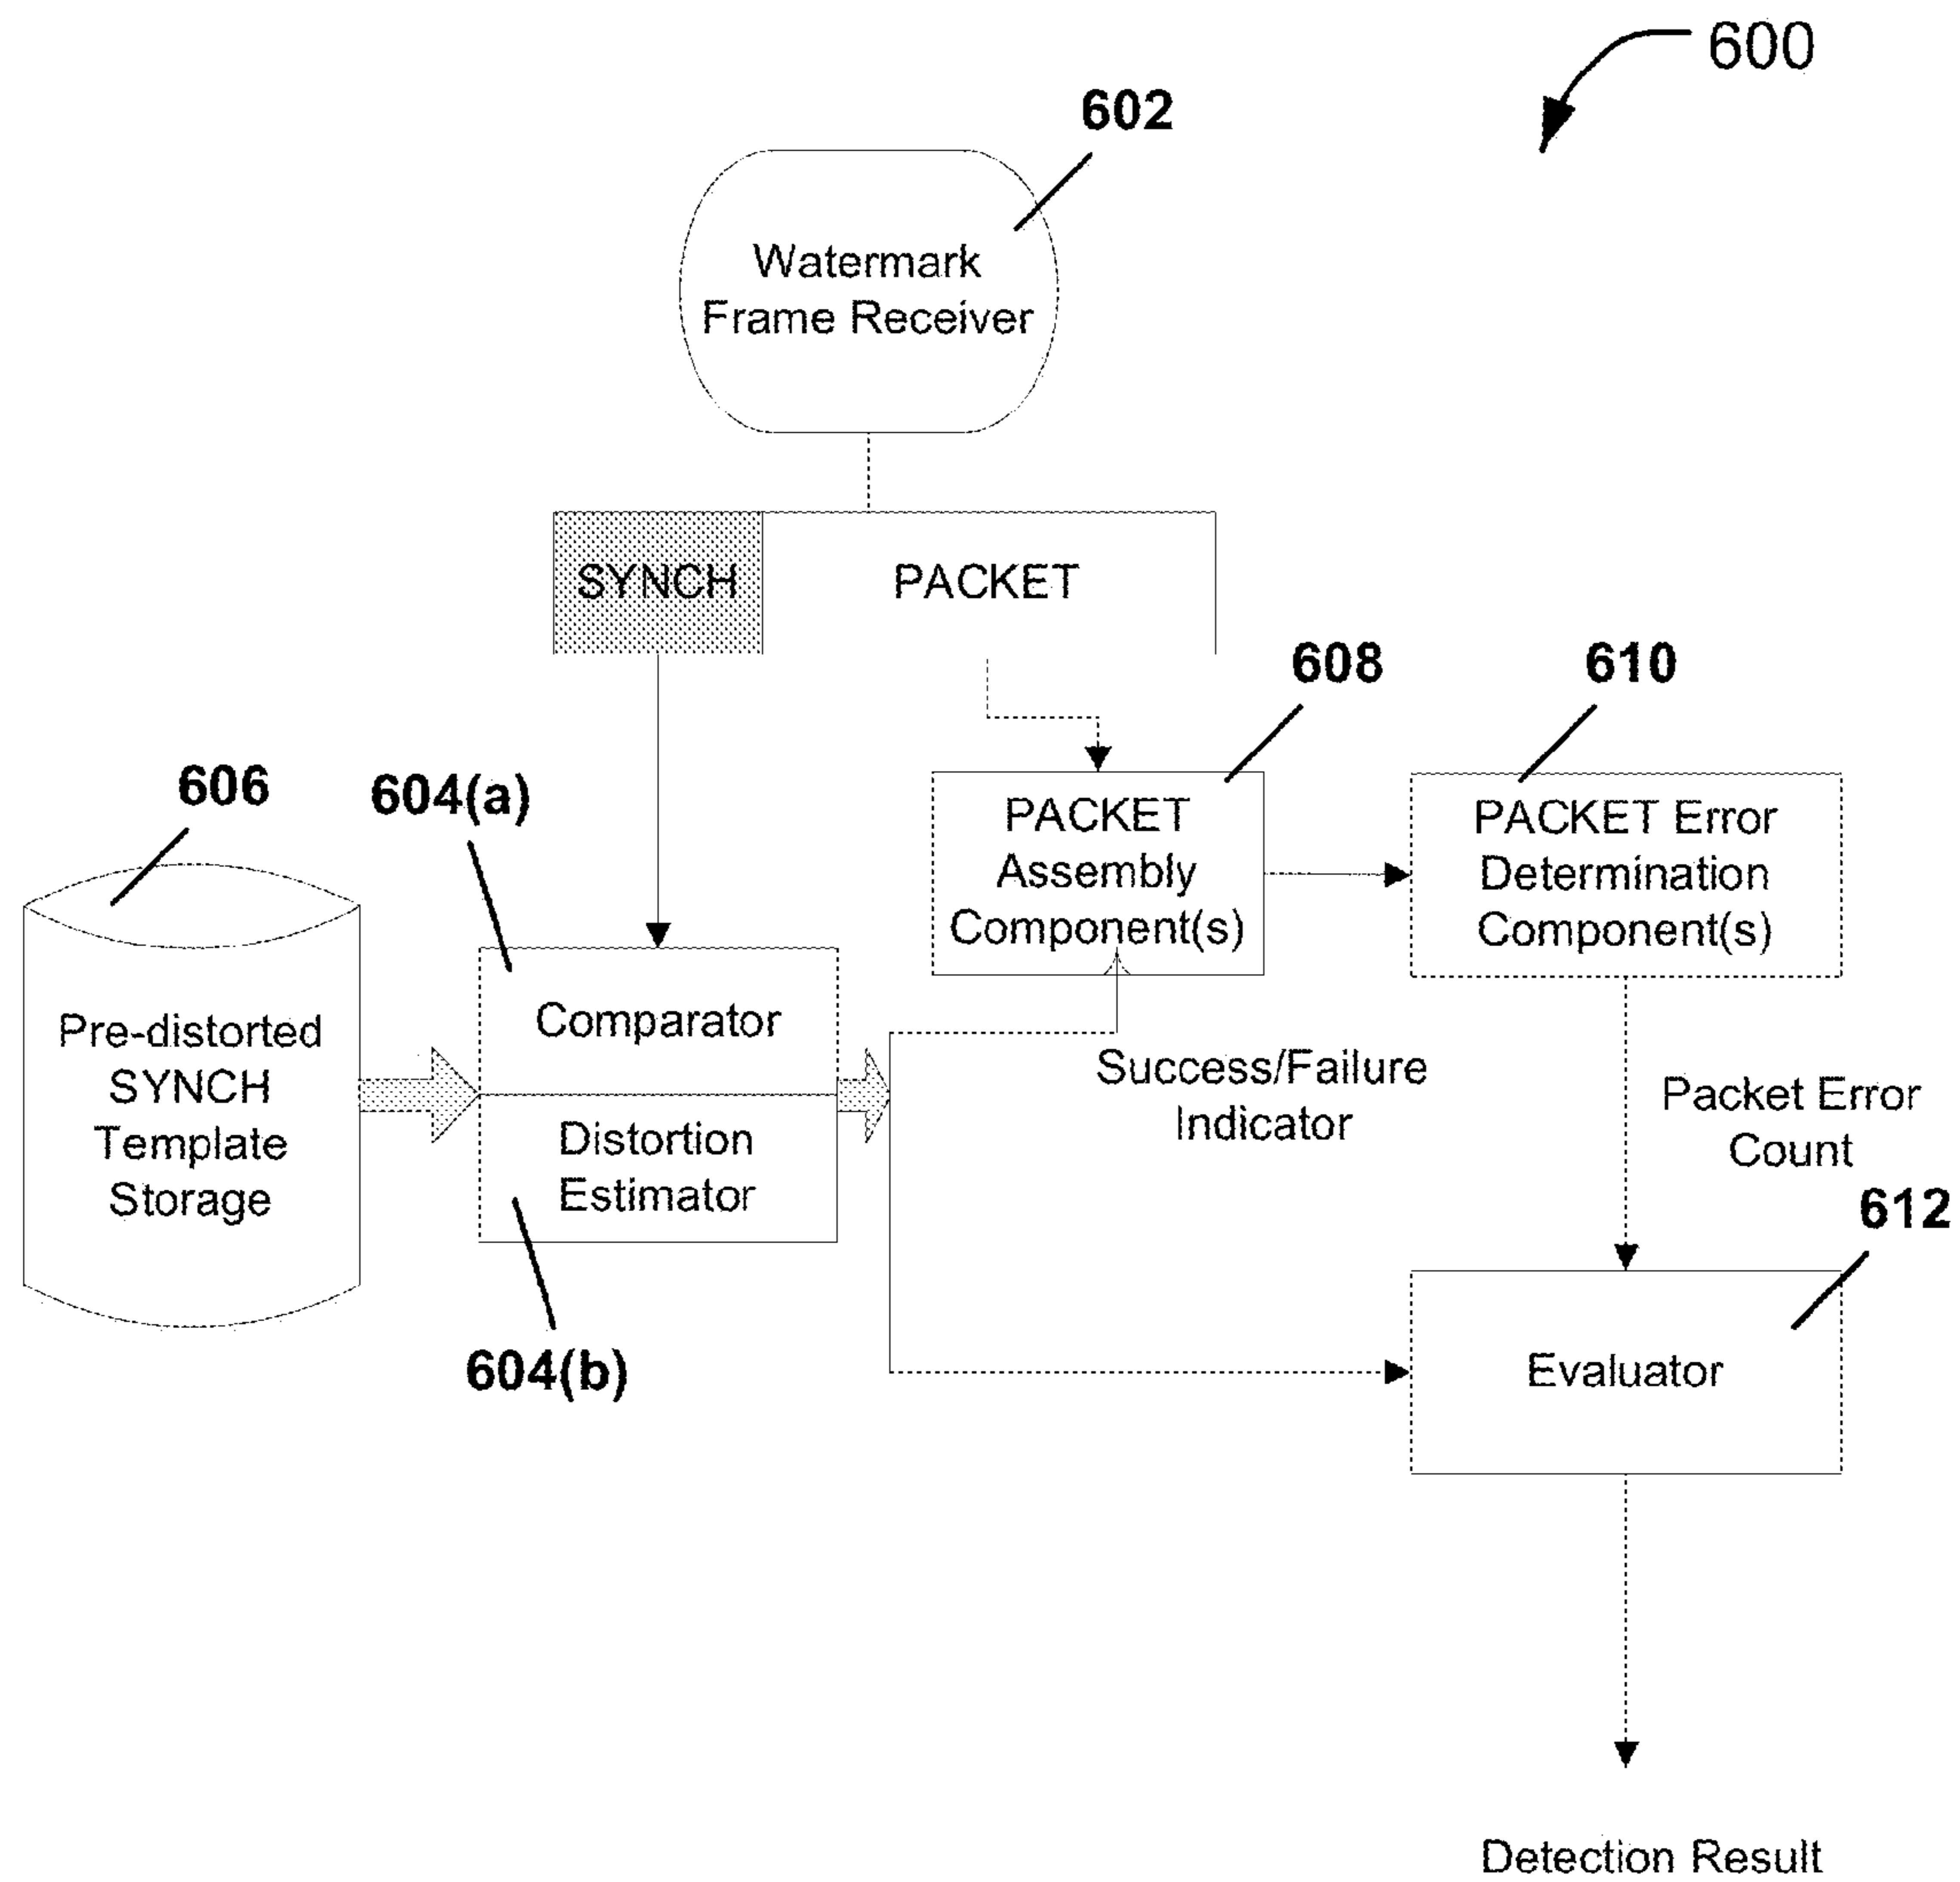 600
602
Watermark
Frame Receiver
SYNCH
PACKET
608
610
606
604(a)
PACKET
Assembly
Component(s)
PACKET Error
Determination
Component(s)
Pre-distorted
SYNCH
Template
Storage
Comparator
Distortion
Estimator
Success/Failure
Indicator
Packet Error
Count
612
604(b)
Evaluator
Detection Result